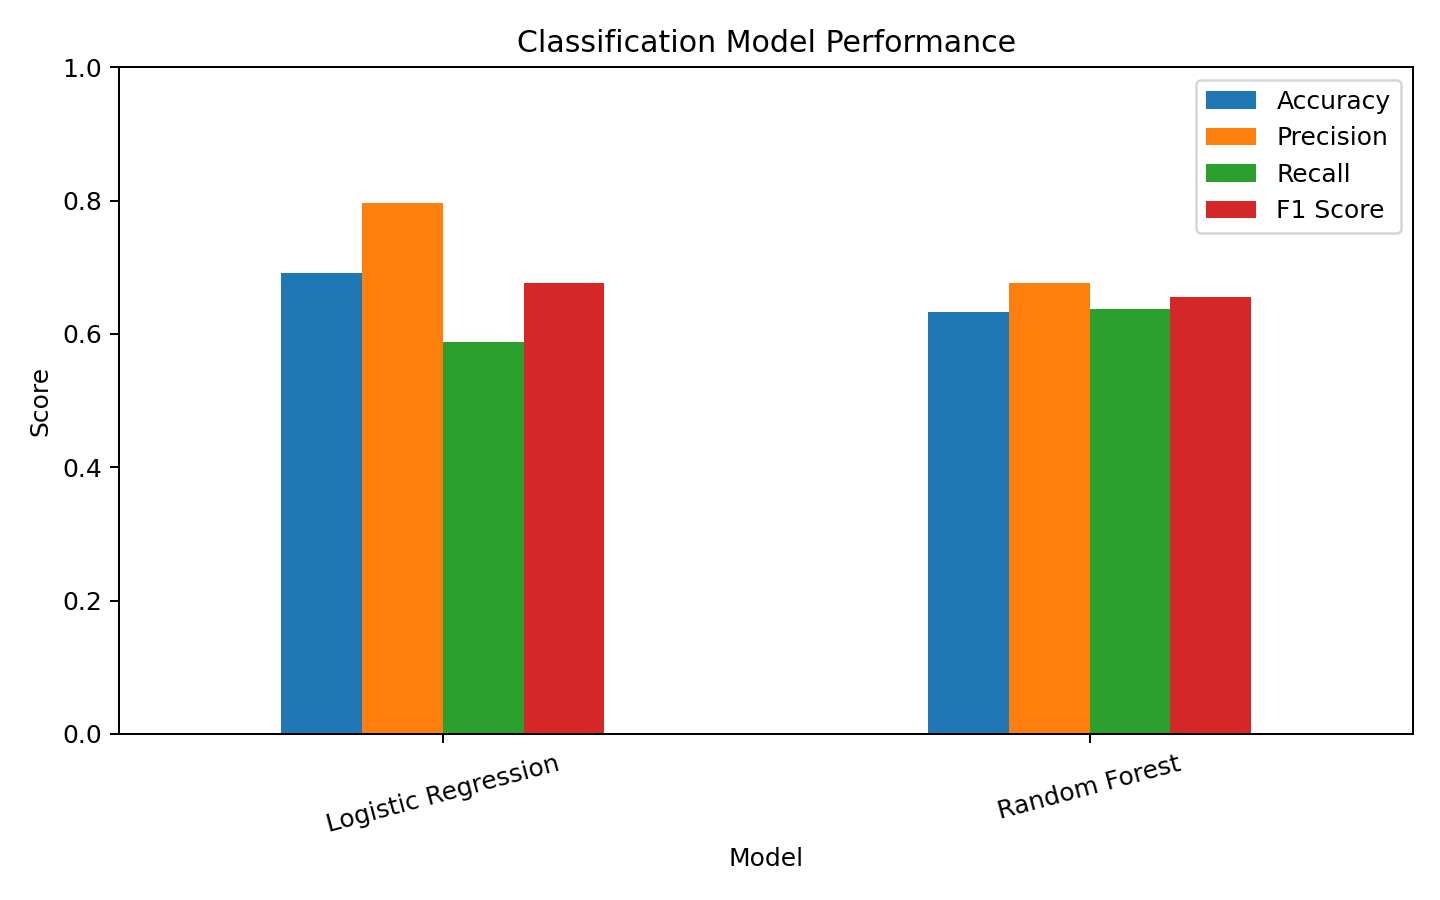 Classification Model Performance
1.0
0.8
0.6
0.4
0.2
0.0
Score
Accuracy
Precision
Recall
F1 Score
Logistic Regression
Random Forest
Model